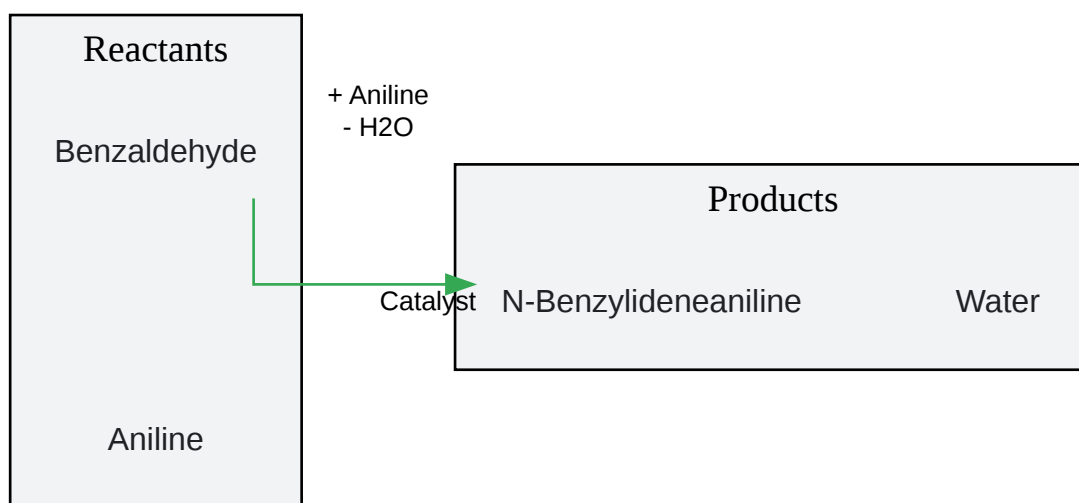 Reactants
+ Aniline
- H2O
Benzaldehyde
Products
Catalyst
N-Benzylideneaniline
Water
Aniline